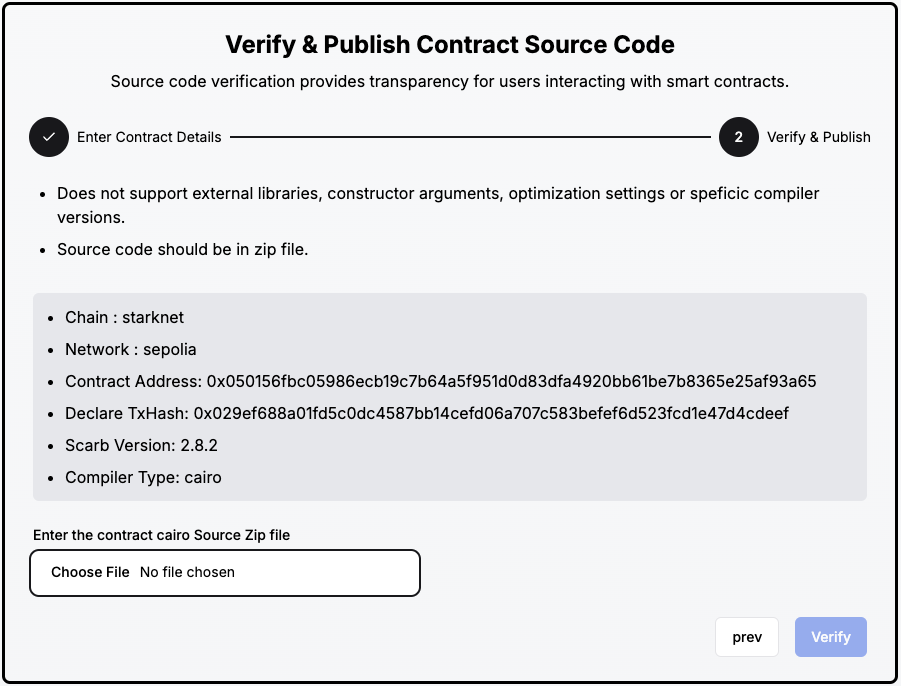 Verify & Publish Contract Source Code
Source code verification provides transparency for users interacting with smart contracts.
Enter Contract Details
2 Verify & Publish
• Does not support external libraries, constructor arguments, optimization settings or speficic compiler
versions.
• Source code should be in zip file.
• Chain : starknet
• Network : sepolia
• Contract Address: 0x050156fbc05986ecb19c7b64a5f951d0d83dfa4920bb61be7b8365e25af93a65
• Declare TxHash: 0x029ef688a01fd5c0dc4587bb14cefd06a707c583befef6d523fcd1e47d4cdeef
• Scarb Version: 2.8.2
• Compiler Type: cairo
Enter the contract cairo Source Zip file
Choose File No file chosen
prev Verify